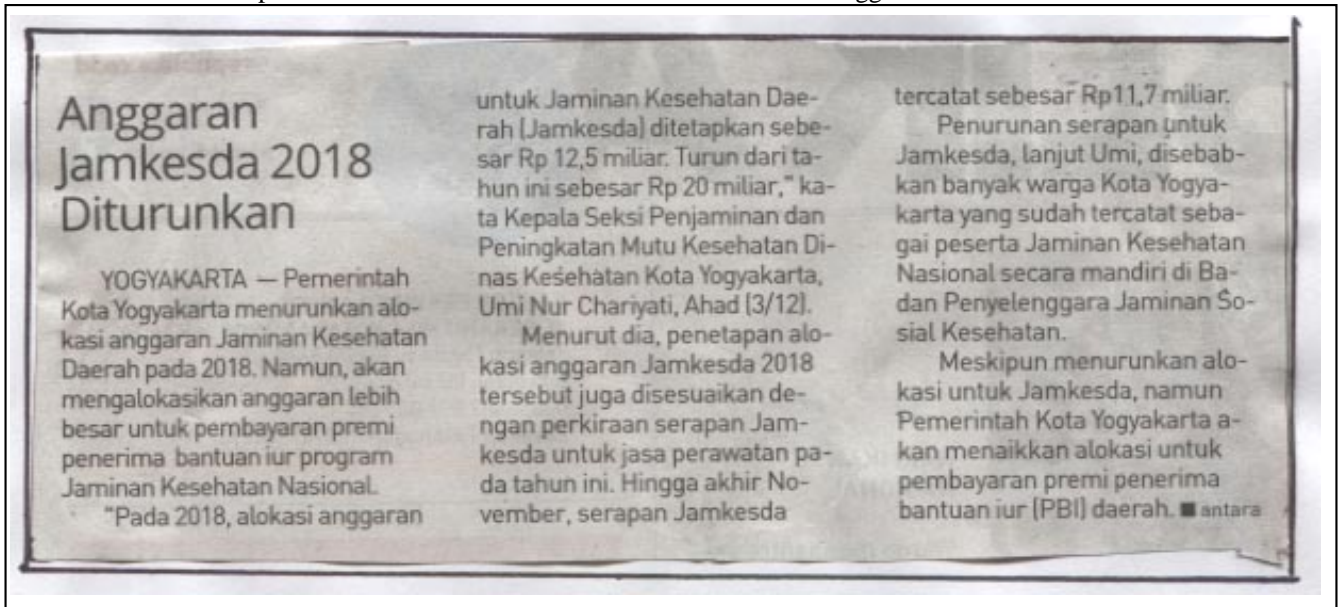 Anggaran
Jamkesda 2018
Diturunkan
YOGYAKARTA — Pemerintah
Kota Yogyakarta menurunkan alo-
kasi anggaran Jaminan Kesehatan
Daerah pada 2018. Namun, akan
mengalokasikan anggaran lebih
besar untuk pembayaran premi
penerima bantuan iur program
Jaminan Kesehatan Nasional.
"Pada 2018, alokasi anggaran
untuk Jaminan Kesehatan Dae-
rah (Jamkesda) ditetapkan sebe-
sar Rp 12,5 miliar. Turun dari ta-
hun ini sebesar Rp 20 miliar," ka-
ta Kepala Seksi Penjaminan dan
Peningkatan Mutu Kesehatan Di-
nas Kesehatan Kota Yogyakarta,
Umi Nur Chariyati, Ahad (3/12).
Menurut dia, penetapan alo-
kasi anggaran Jamkesda 2018
tersebut juga disesuaikan de-
ngan perkiraan serapan Jam-
kesda untuk jasa perawatan pa-
da tahun ini. Hingga akhir No-
vember, serapan Jamkesda
tercatat sebesar Rp11,7 miliar.
Penurunan serapan untuk
Jamkesda, lanjut Umi, disebab-
kan banyak warga Kota Yogya-
karta yang sudah tercatat seba-
gai peserta Jaminan Kesehatan
Nasional secara mandiri di Ba-
dan Penyelenggara Jaminan So-
sial Kesehatan.
Meskipun menurunkan alo-
kasi untuk Jamkesda, namun
Pemerintah Kota Yogyakarta a-
kan menaikkan alokasi untuk
pembayaran premi penerima
bantuan iur (PBI) daerah. ■ antara